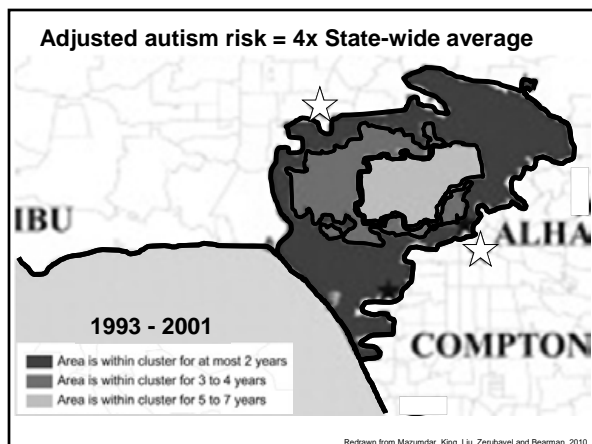 Adjusted autism risk = 4x State-wide average
IBU
ALHA
1993 - 2001
COMPTON
Area is within cluster for at most 2 years
Area is within cluster for 3 to 4 years
Area is within cluster for 5 to 7 years
Redrawn from Mazumdar, King, Liu, Zerubavel and Bearman, 2010